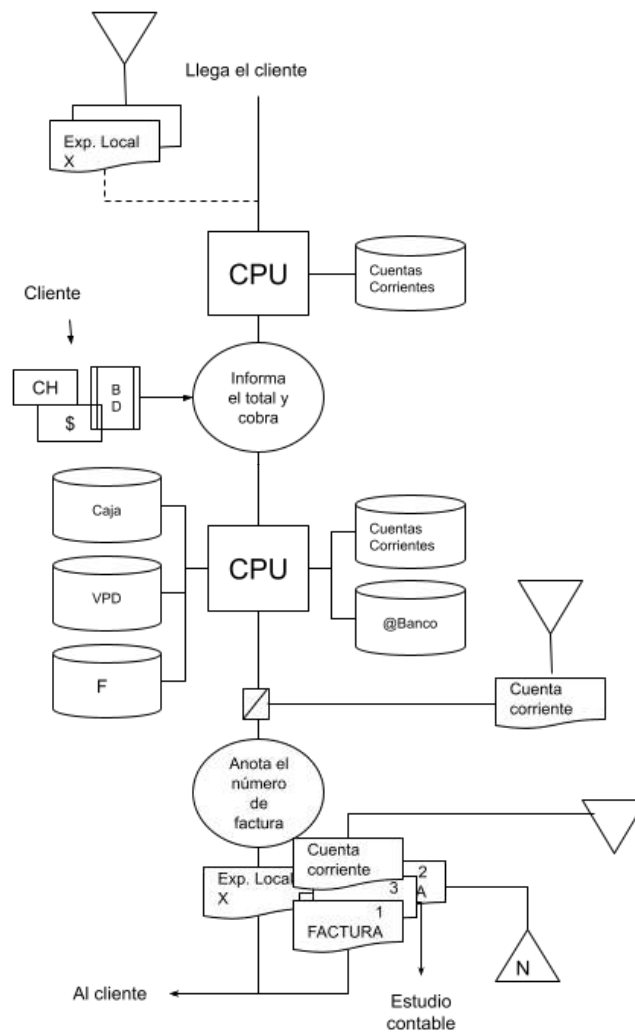 Llega el cliente
Exp. Local
X
CPU
Cuentas
Corrientes
Cliente
CH
$
B
D
Informa
el total y
cobra
Caja
VPD
F
CPU
Cuentas
Corrientes
@Banco
Cuenta
corriente
Anota el
número
de
factura
Exp. Local
X
Cuenta
corriente
2
A
3
1
FACTURA
N
Al cliente
Estudio
contable